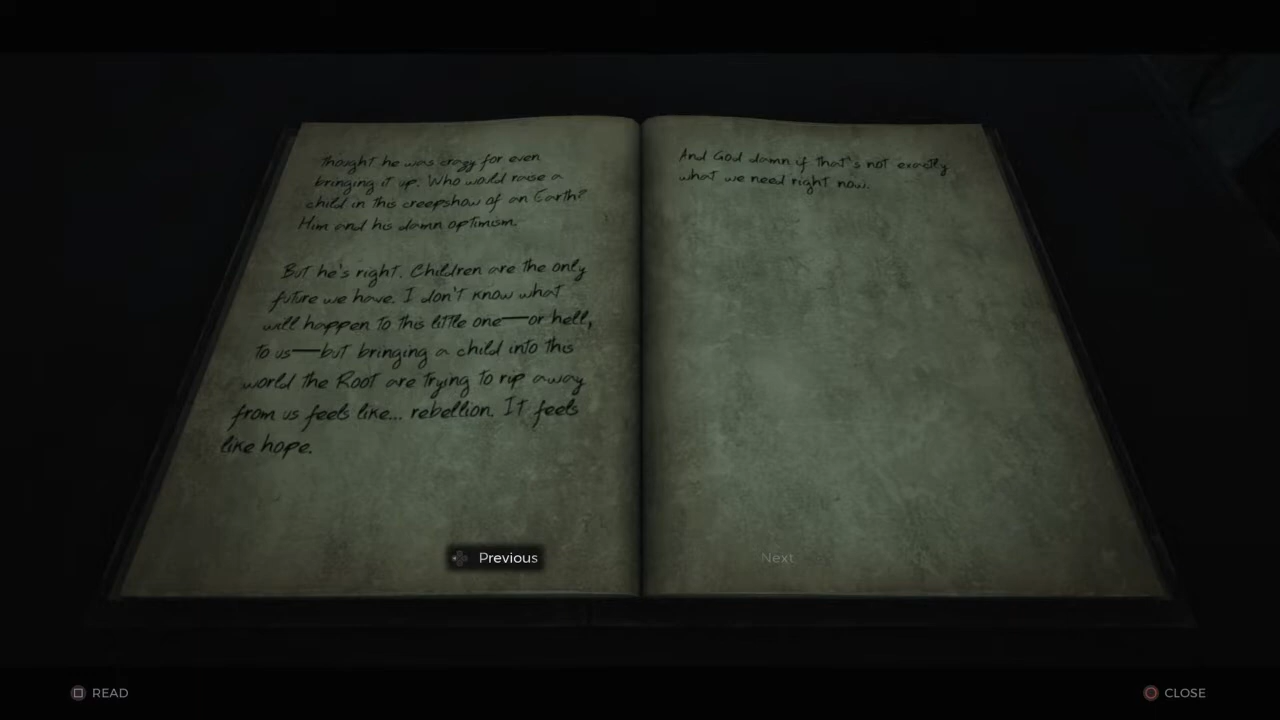 Thought he was crazy for even
bringing it up. Who would raise a
child in this creepshow of an Earth?
Him and his damn optimism.
But he's right. Children are the only
future we have. I don't know what
will happen to this little one—or hell,
to us—but bringing a child into this
world the Root are trying to rip away
from us feels like... rebellion. It feels
like hope.
And God damn if that's not exactly
what we need right now.
Previous
Next
READ
CLOSE